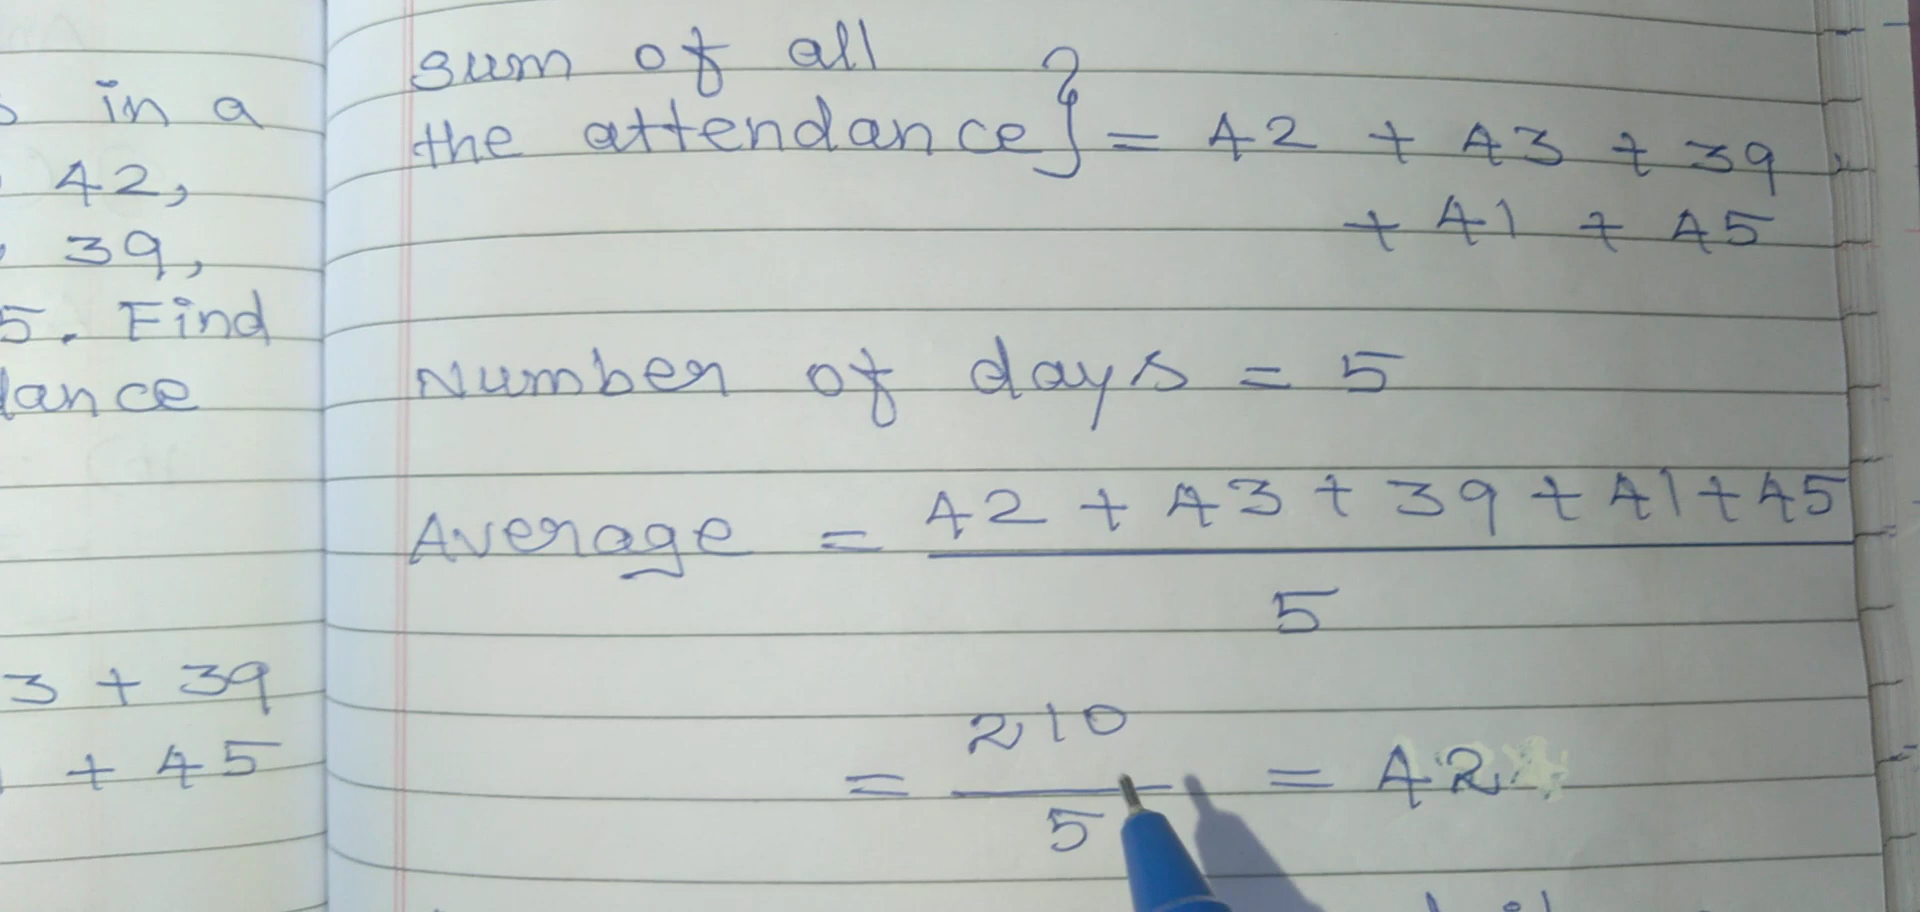 in a
42,
39,
5. Find
ance
3 + 39
+ 45
Sum of all
the attendance} = 42 + 43 + 39
+ 41 + 45
Number of days = 5
Average = 42 + 43 + 39 + 41 + 45
5
= 210 = 42
5